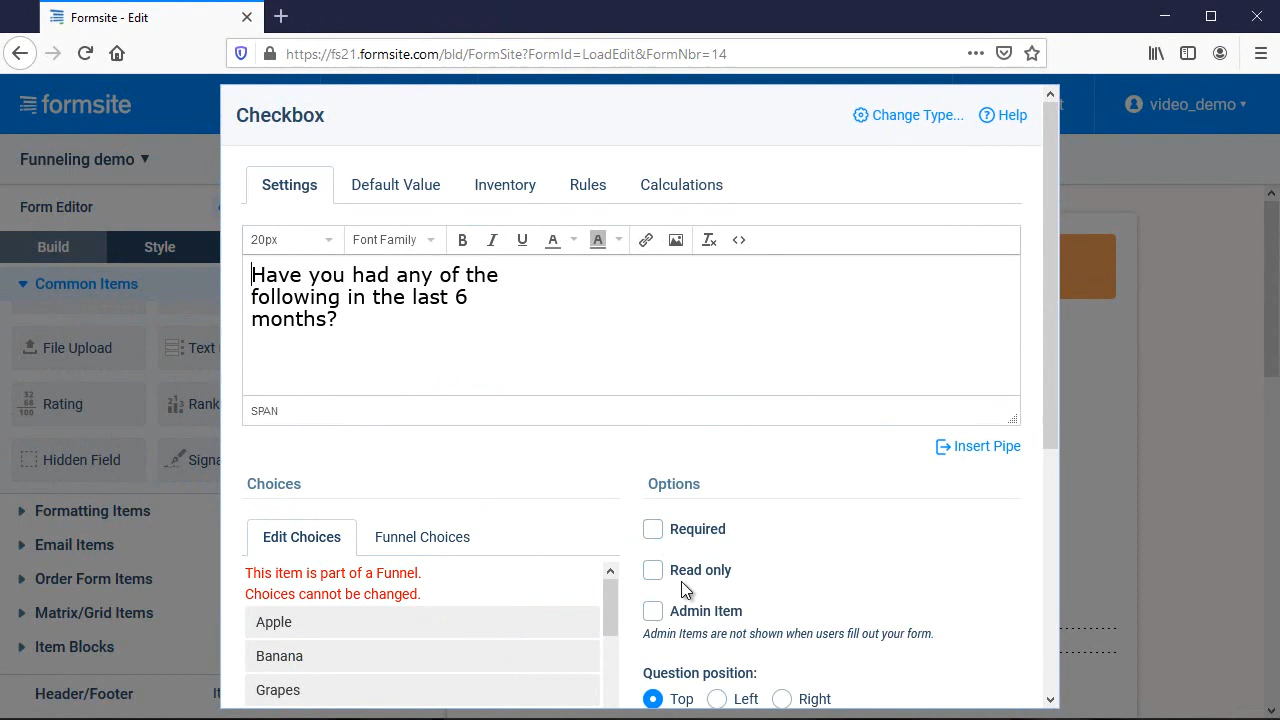 Formsite - Edit
https://fs21.formsite.com/bld/FormSite?FormId=LoadEdit&FormNbr=14
formsite
video_demo
Funneling demo
Form Editor
Build
Style
Common Items
File Upload
Text
Rating
Rank
Hidden Field
Signa
Formatting Items
Email Items
Order Form Items
Matrix/Grid Items
Item Blocks
Header/Footer
Checkbox
Change Type...
Help
Settings
Default Value
Inventory
Rules
Calculations
20px
Font Family
B I U A A
Have you had any of the
following in the last 6
months?
SPAN
Insert Pipe
Choices
Edit Choices
Funnel Choices
This item is part of a Funnel.
Choices cannot be changed.
Apple
Banana
Grapes
Options
Required
Read only
Admin Item
Admin Items are not shown when users fill out your form.
Question position:
Top
Left
Right